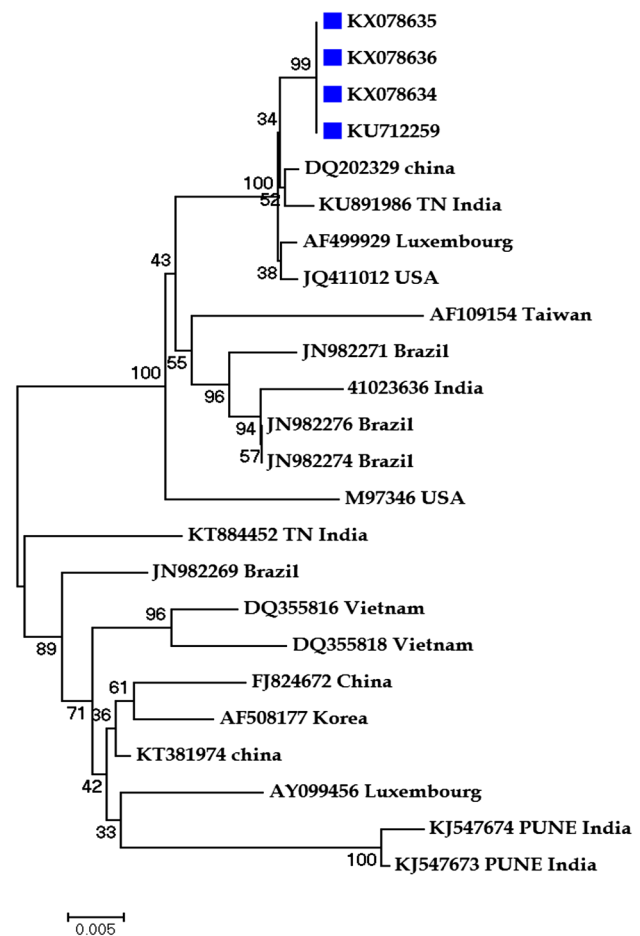 KX078635
KX078636
99
KX078634
34
KU712259
DQ202329 china
100
52
KU891986 TN India
AF499929 Luxembourg
43
38
JQ411012 USA
AF109154 Taiwan
55
JN982271 Brazil
100
41023636 India
96
94
JN982276 Brazil
57
JN982274 Brazil
M97346 USA
KT884452 TN India
JN982269 Brazil
96
DQ355816 Vietnam
89
DQ355818 Vietnam
61
FJ824672 China
71
36
AF508177 Korea
KT381974 china
42
AY099456 Luxembourg
33
KJ547674 PUNE India
100
KJ547673 PUNE India
0.005